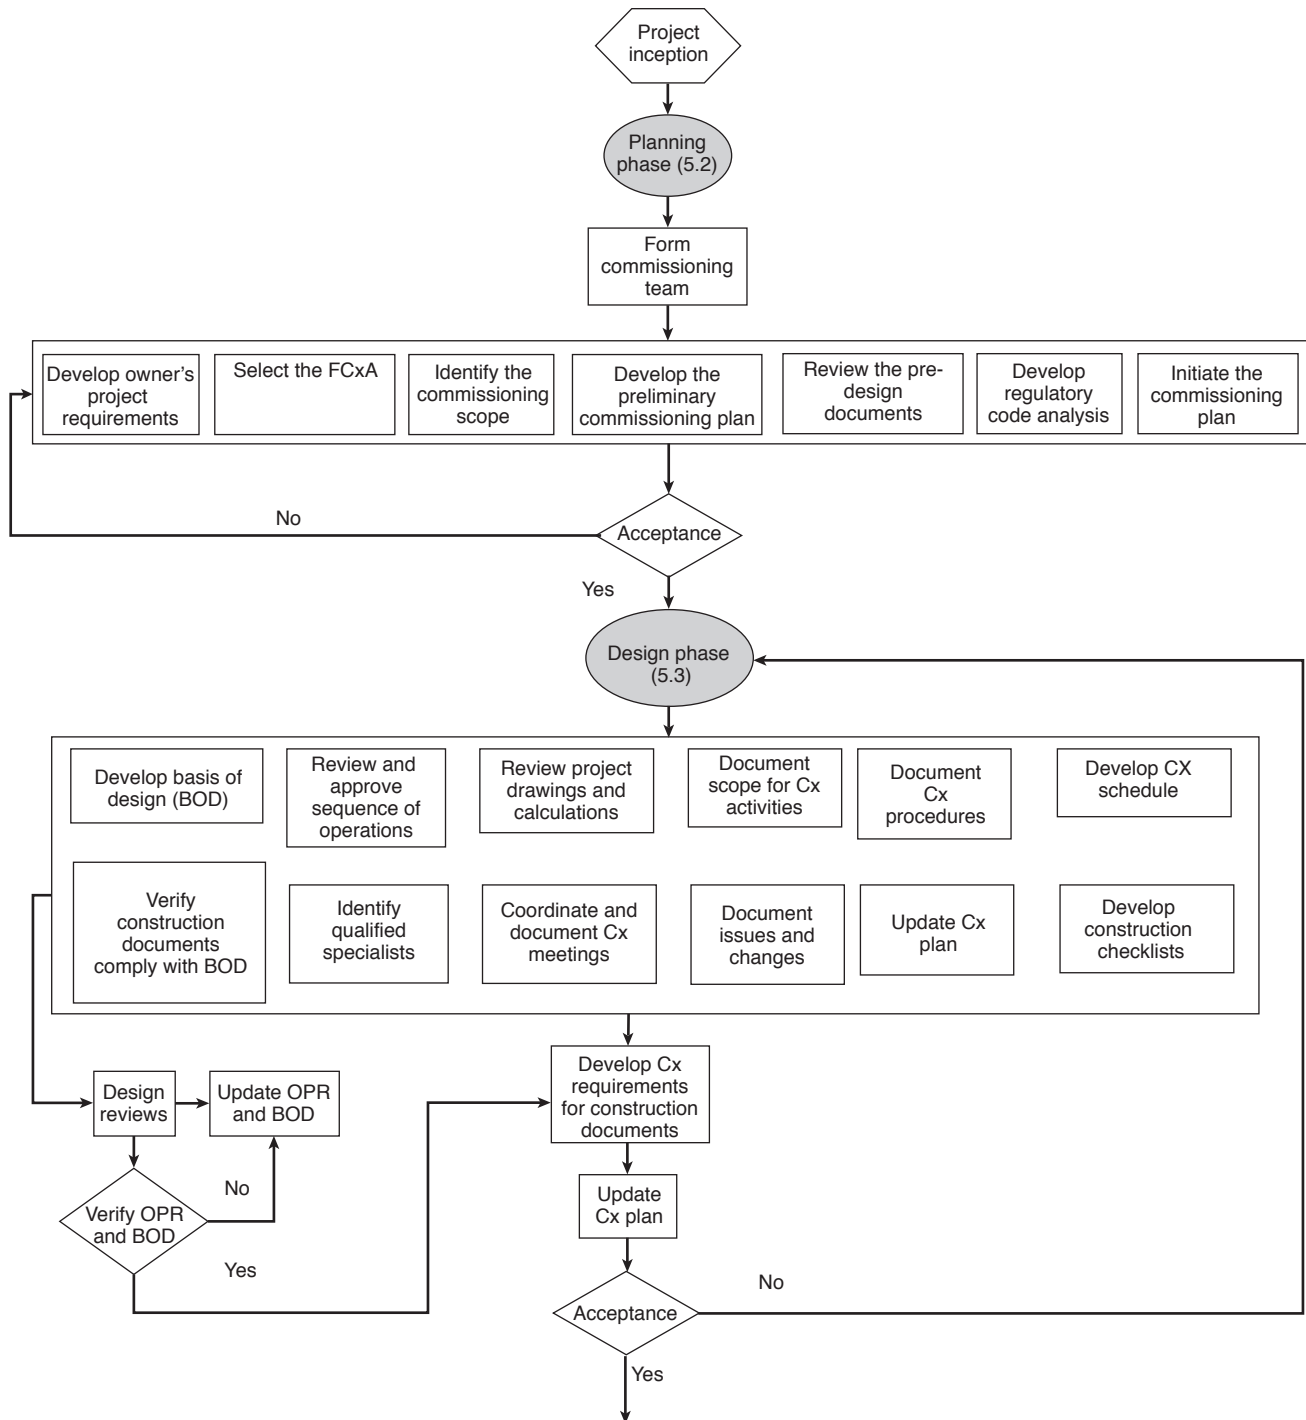 Project
inception
Planning
phase (5.2)
Form
commissioning
team
Develop owner's
project
requirements
Select the FCxA
Identify the
commissioning
scope
Develop the
preliminary
commissioning plan
Review the pre-
design
documents
Develop
regulatory
code analysis
Initiate the
commissioning
plan
No
Acceptance
Yes
Design phase
(5.3)
Develop basis of
design (BOD)
Review and
approve
sequence of
operations
Review project
drawings and
calculations
Document
scope for Cx
activities
Document
Cx
procedures
Develop CX
schedule
Verify
construction
documents
comply with BOD
Identify
qualified
specialists
Coordinate and
document Cx
meetings
Document
issues and
changes
Update Cx
plan
Develop
construction
checklists
Design
reviews
Update OPR
and BOD
Develop Cx
requirements
for construction
documents
No
Verify OPR
and BOD
Yes
Update
Cx plan
No
Acceptance
Yes